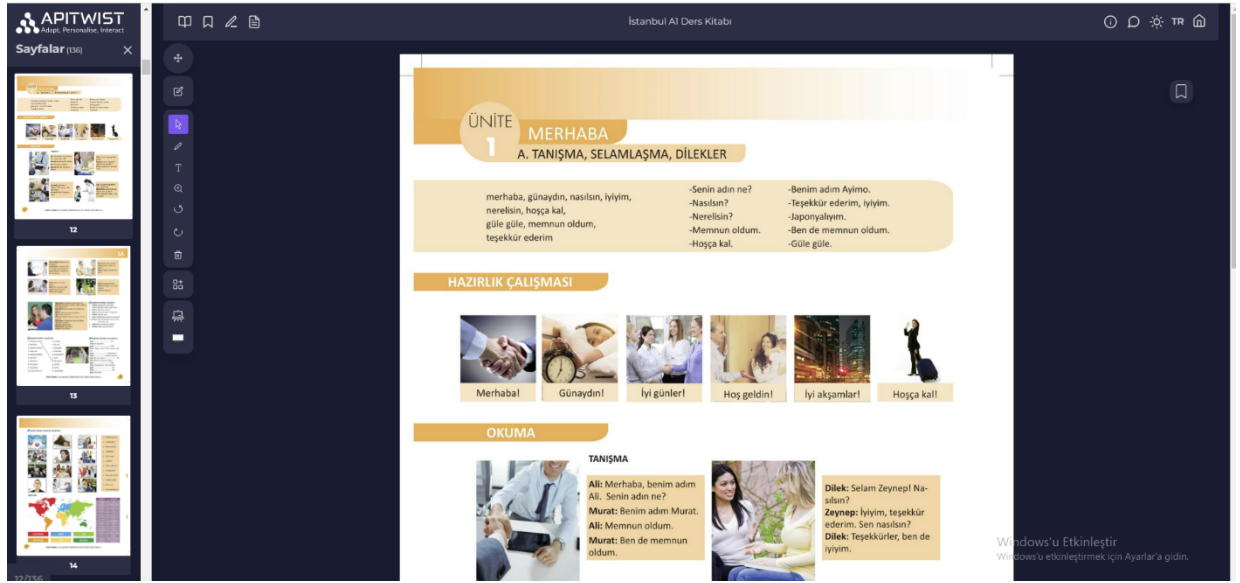 APITWIST
Adapt, Personalise, Interact
Sayfalar (136)
12
13
14
12/136
İstanbul A1 Ders Kitabı
TR
ÜNİTE
1
MERHABA
A. TANIŞMA, SELAMLAŞMA, DİLEKLER
merhaba, günaydın, nasılsın, iyiyim,
nerelisin, hoşça kal,
güle güle, memnun oldum,
teşekkür ederim
-Senin adın ne?
-Nasılsın?
-Nerelisin?
-Memnun oldum.
-Hoşça kal.
-Benim adım Ayimo.
-Teşekkür ederim, iyiyim.
-Japonyalıyım.
-Ben de memnun oldum.
-Güle güle.
HAZIRLIK ÇALIŞMASI
Merhaba!
Günaydın!
İyi günler!
Hoş geldin!
İyi akşamlar!
Hoşça kal!
OKUMA
TANIŞMA
Ali: Merhaba, benim adım
Ali. Senin adın ne?
Murat: Benim adım Murat.
Ali: Memnun oldum.
Murat: Ben de memnun
oldum.
Dilek: Selam Zeynep! Na-
sılsın?
Zeynep: İyiyim, teşekkür
ederim. Sen nasılsın?
Dilek: Teşekkürler, ben de
iyiyim.
Windows'u Etkinleştir
Windows'u etkinleştirmek için Ayarlar'a gidin.